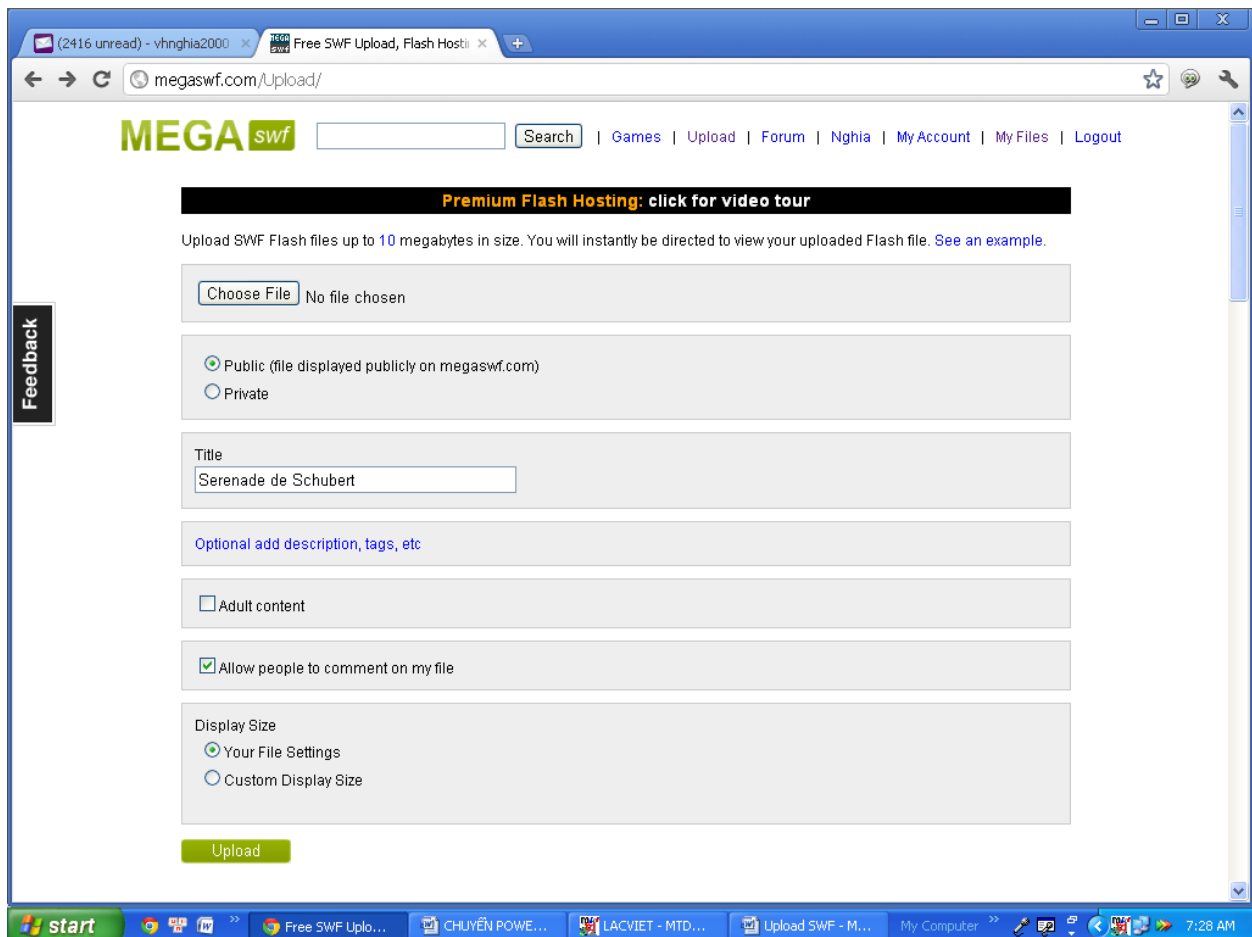 (2416 unread) - vhnghia2000
Free SWF Upload, Flash Hosti
megaswf.com/Upload/
MEGA swf Search | Games | Upload | Forum | Nghia | My Account | My Files | Logout
Premium Flash Hosting: click for video tour
Upload SWF Flash files up to 10 megabytes in size. You will instantly be directed to view your uploaded Flash file. See an example.
Choose File No file chosen
Public (file displayed publicly on megaswf.com)
Private
Feedback
Title
Serenade de Schubert
Optional add description, tags, etc
Adult content
Allow people to comment on my file
Display Size
Your File Settings
Custom Display Size
Upload
start Free SWF Uplo... CHUYỂN POWE... LACVIET - MTD... Upload SWF - M... My Computer 7:28 AM